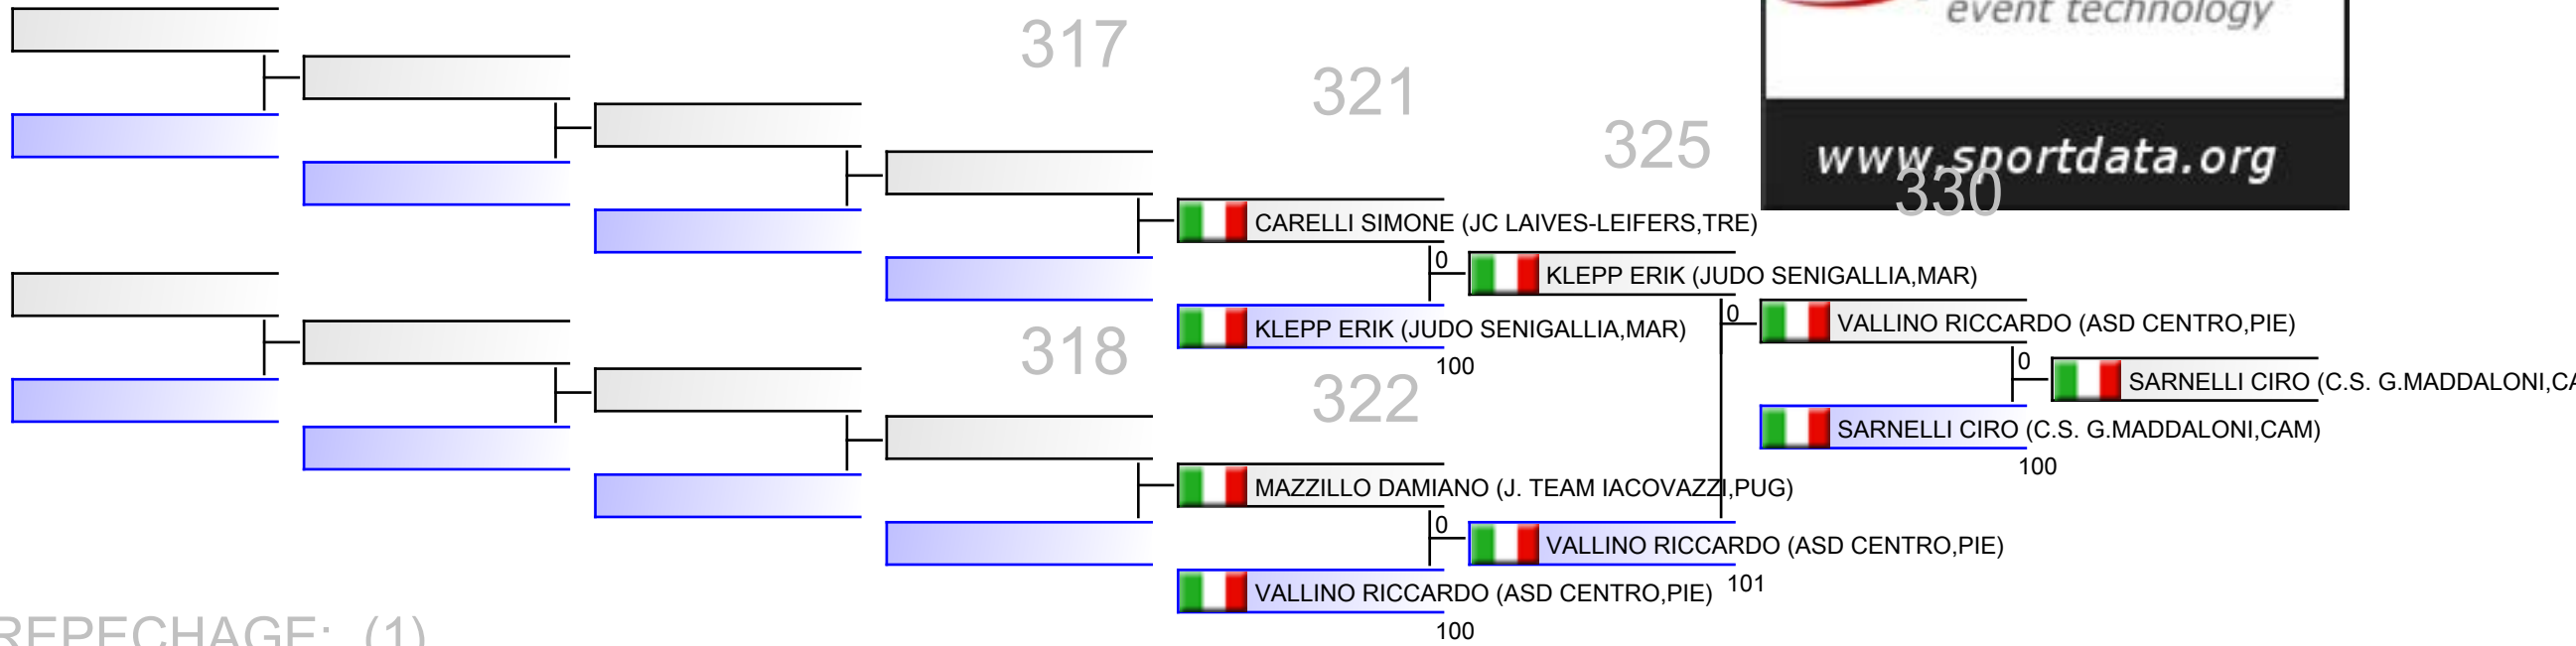 event technology
317
321
325
www.sportdata.org
330
CARELLI SIMONE (JC LAIVES-LEIFERS,TRE)
0
KLEPP ERIK (JUDO SENIGALLIA,MAR)
0
VALLINO RICCARDO (ASD CENTRO,PIE)
KLEPP ERIK (JUDO SENIGALLIA,MAR)
318
100
0
SARNELLI CIRO (C.S. G.MADDALONI,CA
322
SARNELLI CIRO (C.S. G.MADDALONI,CAM)
100
MAZZILLO DAMIANO (J. TEAM IACOVAZZI,PUG)
0
VALLINO RICCARDO (ASD CENTRO,PIE)
101
VALLINO RICCARDO (ASD CENTRO,PIE)
100
REPECHAGE: (1)